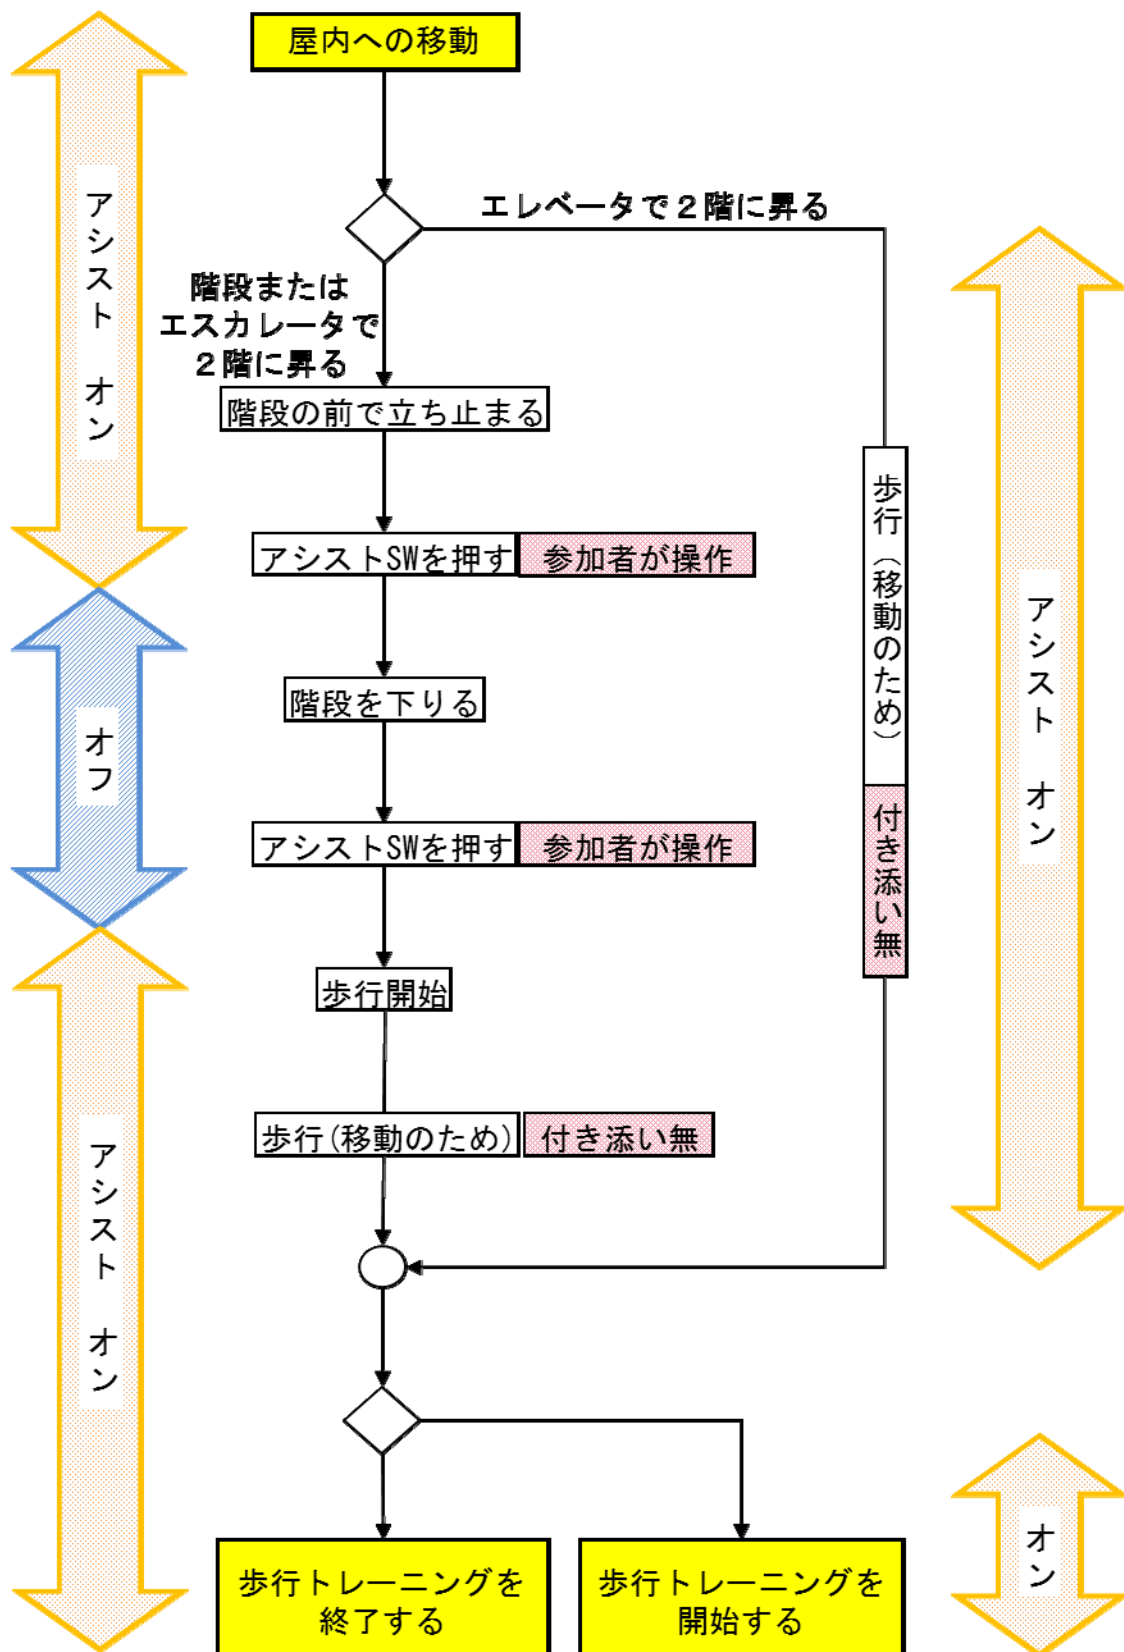 屋内への移動
エレベータで２階に昇る
階段または
エスカレータで
２階に昇る
階段の前で立ち止まる
アシストSWを押す 参加者が操作
階段を下りる
アシストSWを押す 参加者が操作
歩行開始
歩行(移動のため) 付き添い無
歩行（移動のため） 付き添い無
歩行トレーニングを
終了する
歩行トレーニングを
開始する
アシスト オン
オフ
アシスト オン
アシスト オン
オン